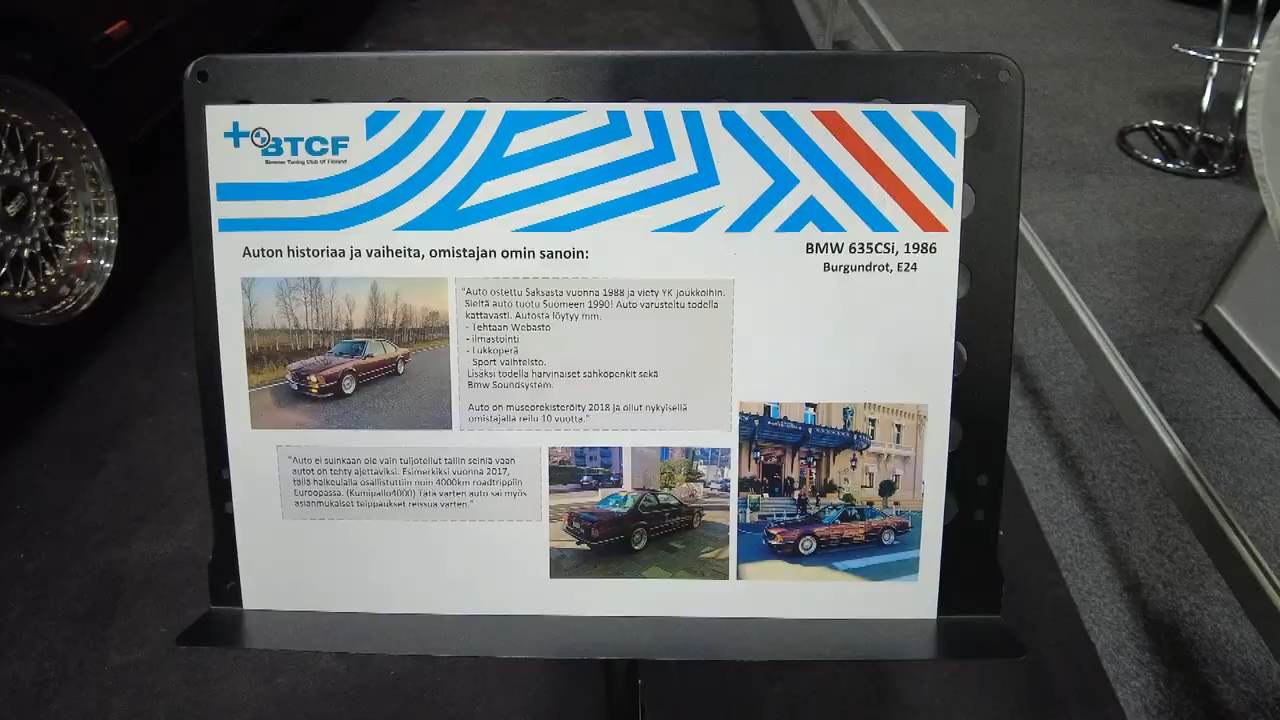 BTCF
Bimmer Tuning Club Of Finland
Auton historiaa ja vaiheita, omistajan omin sanoin:
BMW 635CSi, 1986
Burgundrot, E24
"Auto ostettu Saksasta vuonna 1988 ja viety YK joukkoihin.
Sieltä auto tuotu Suomeen 1990! Auto varusteltu todella
kattavasti. Autosta löytyy mm.
- Tehtaan Webasto
- ilmastointi
- Lukkoperä
- Sport-vaihteisto.
Lisäksi todella harvinaiset sähköpenkit sekä
Bmw Soundsystem.
Auto on museorekisteröity 2018 ja ollut nykyisellä
omistajalla reilu 10 vuotta."
"Auto ei suinkaan ole vain tuijotellut tallin seiniä vaan
autot on tehty ajettaviksi. Esimerkiksi vuonna 2017,
tällä haikeulalla osallistuttiin noin 4000km roadtrippiin
Euroopassa. (Kumipallo4000) Tätä varten auto sai myös
asianmukaiset teippaukset reissua varten."